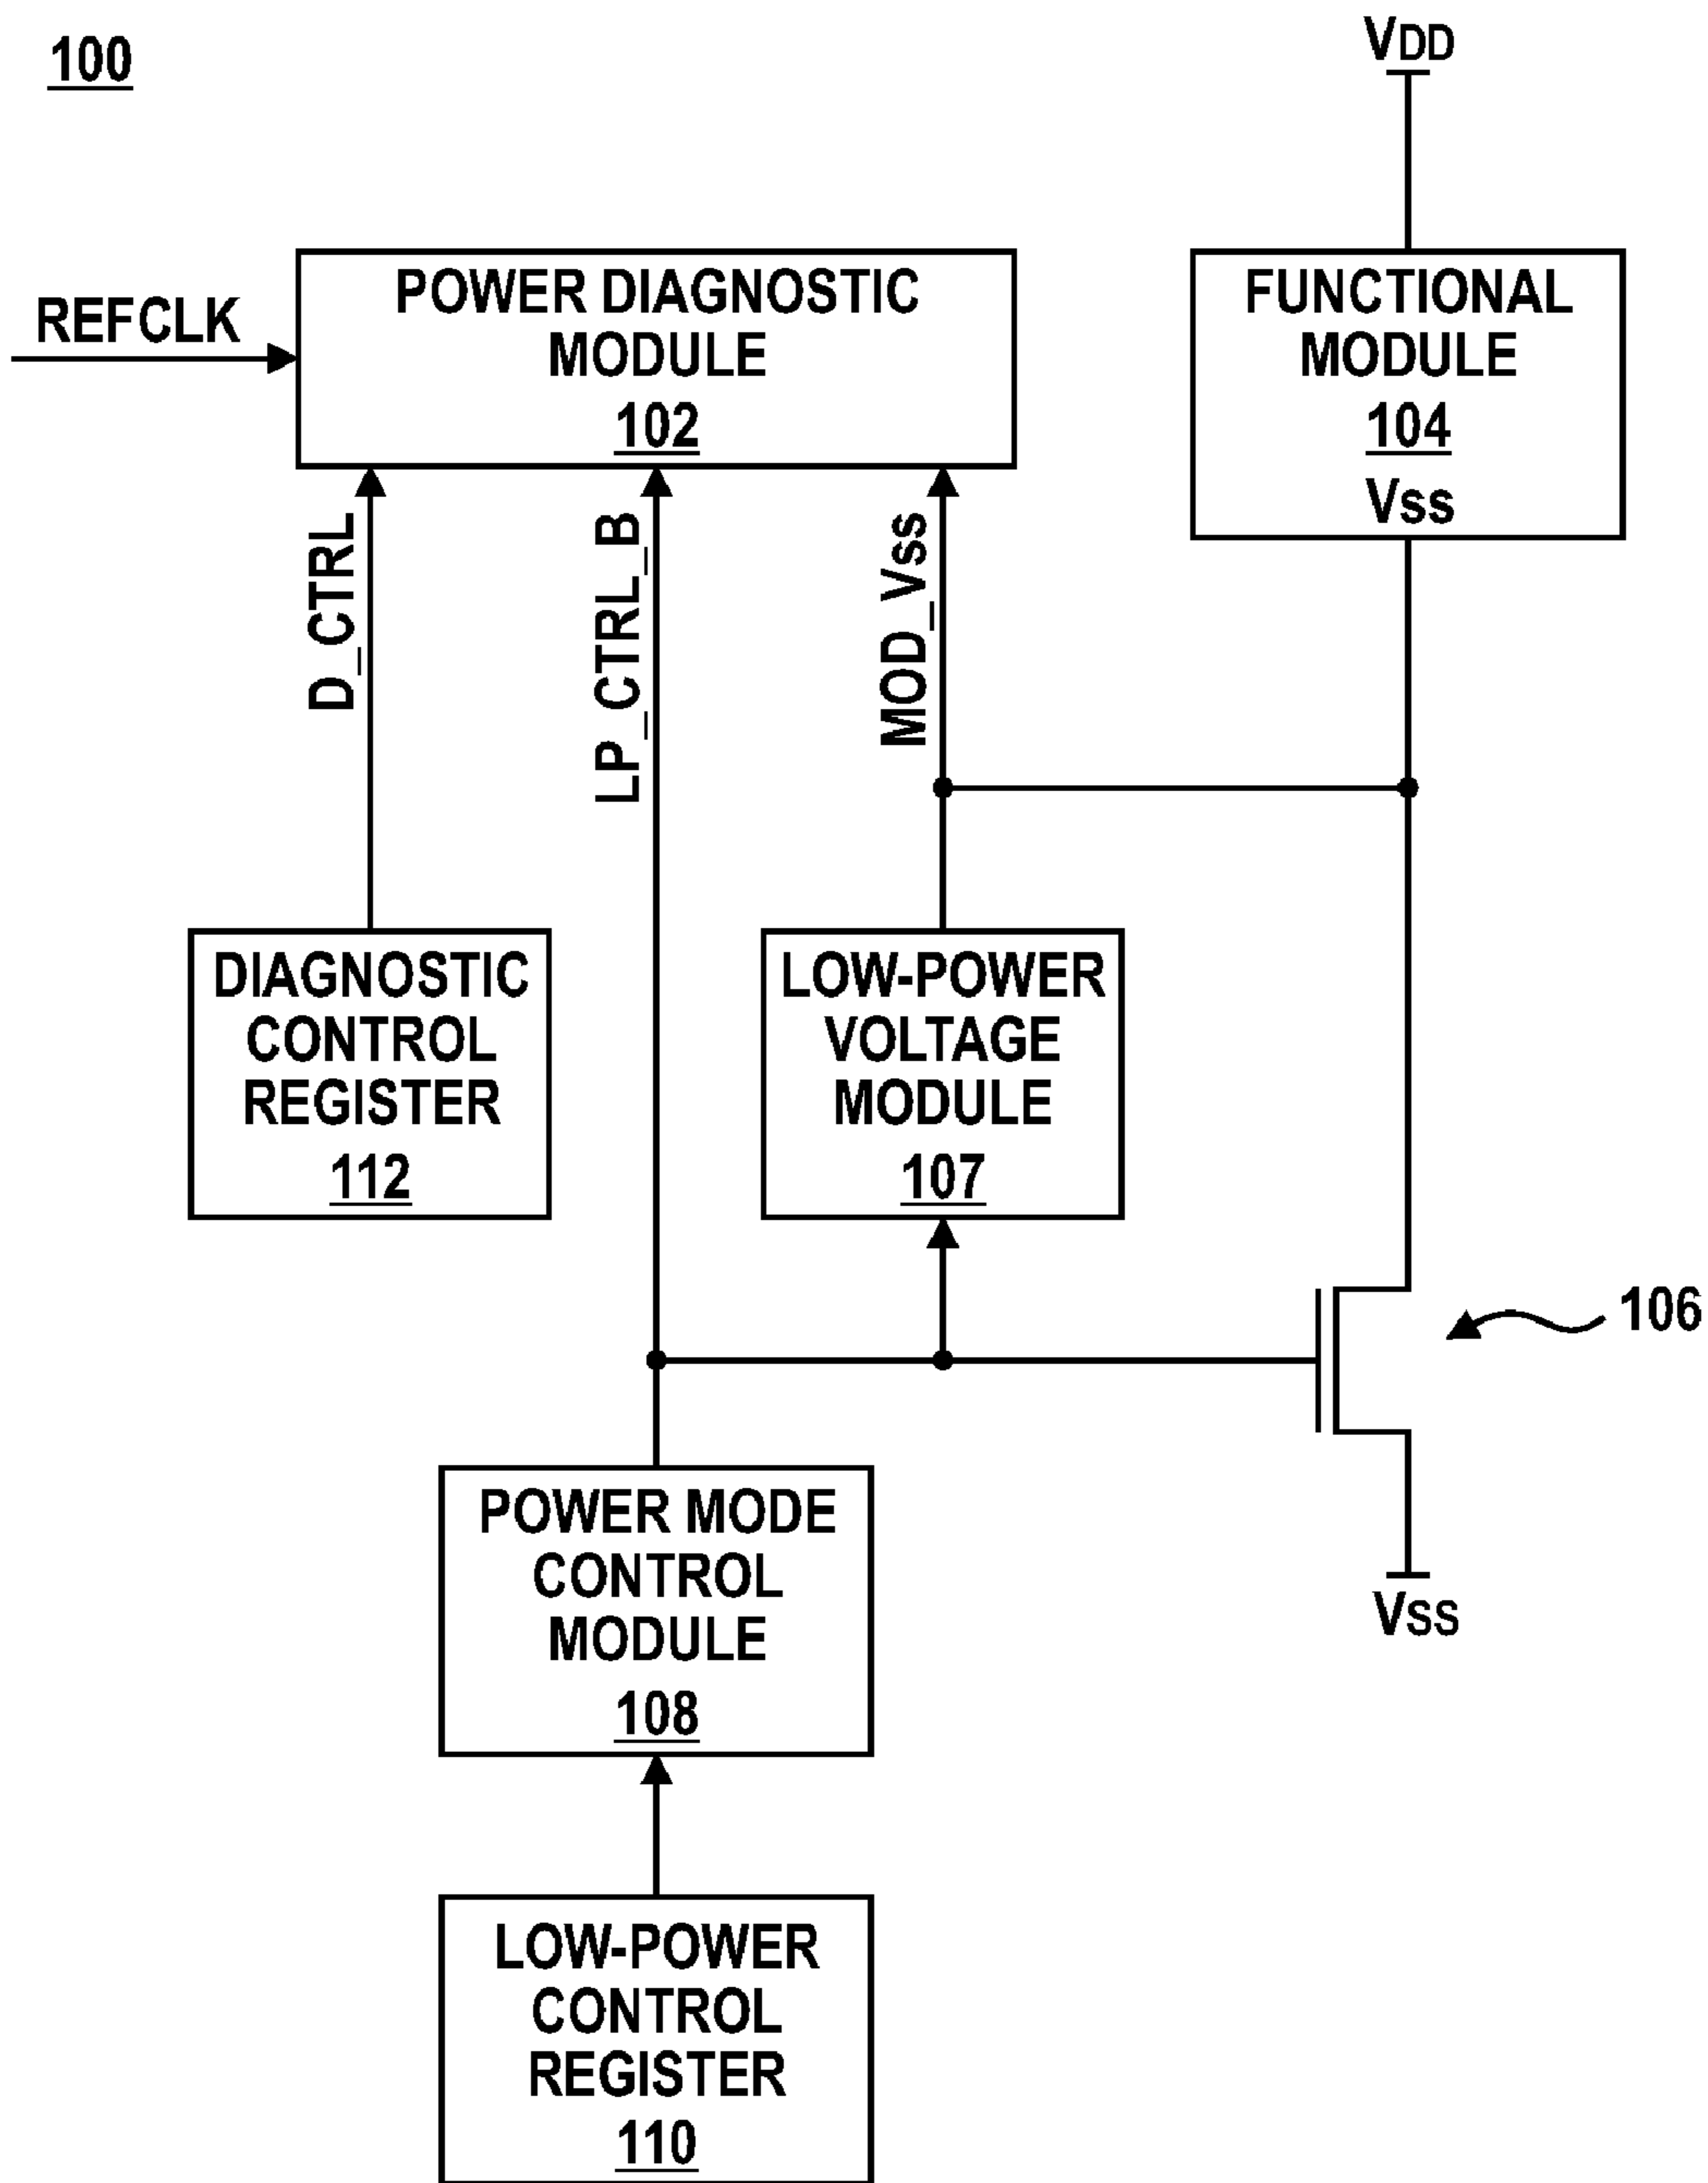 100
VDD
REFCLK
POWER DIAGNOSTIC
MODULE
102
FUNCTIONAL
MODULE
104
Vss
D_CTRL
LP_CTRL_B
MOD_Vss
DIAGNOSTIC
CONTROL
REGISTER
112
LOW-POWER
VOLTAGE
MODULE
107
106
POWER MODE
CONTROL
MODULE
108
VSS
LOW-POWER
CONTROL
REGISTER
110